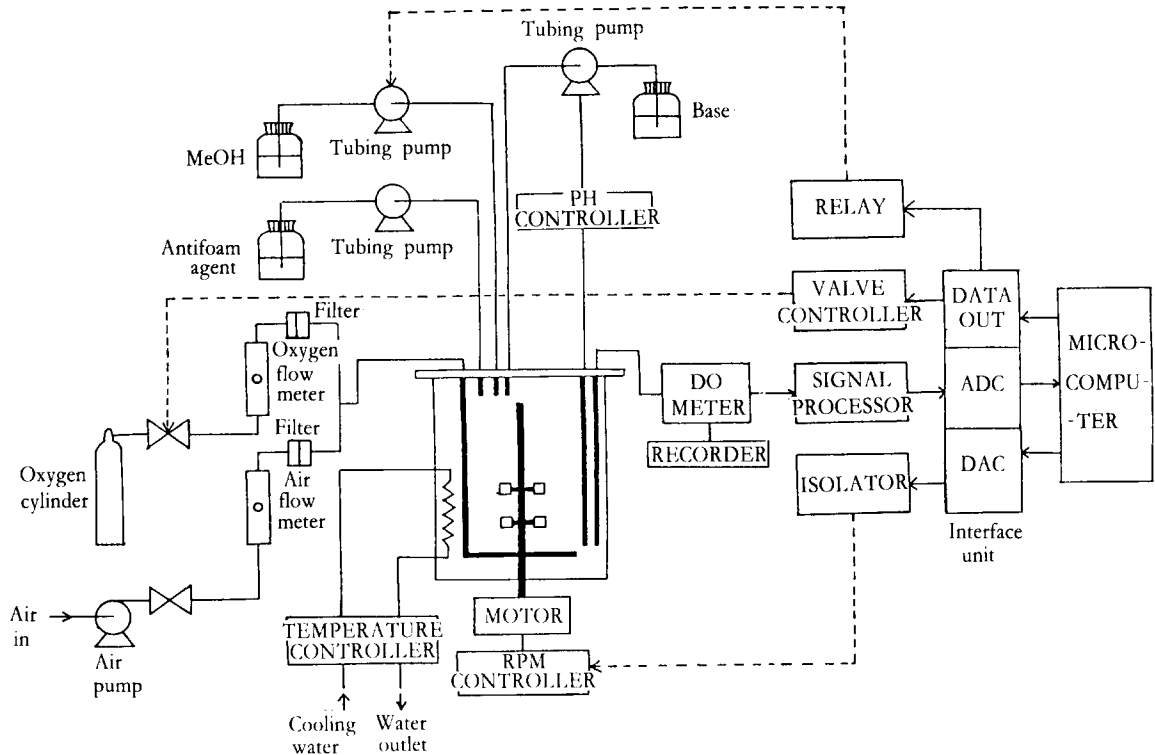 Tubing pump
Base
MeOH
Tubing pump
PH
CONTROLLER
RELAY
Antifoam
agent
Tubing pump
VALVE
CONTROLLER
DATA
OUT
Filter
Oxygen
flow
meter
MICRO-
COMPU-
-TER
DO
METER
SIGNAL
PROCESSOR
ADC
Filter
RECORDER
Oxygen
cylinder
Air
flow
meter
ISOLATOR
DAC
Interface
unit
Air
in
MOTOR
TEMPERATURE
CONTROLLER
RPM
CONTROLLER
Air
pump
Cooling
water
Water
outlet